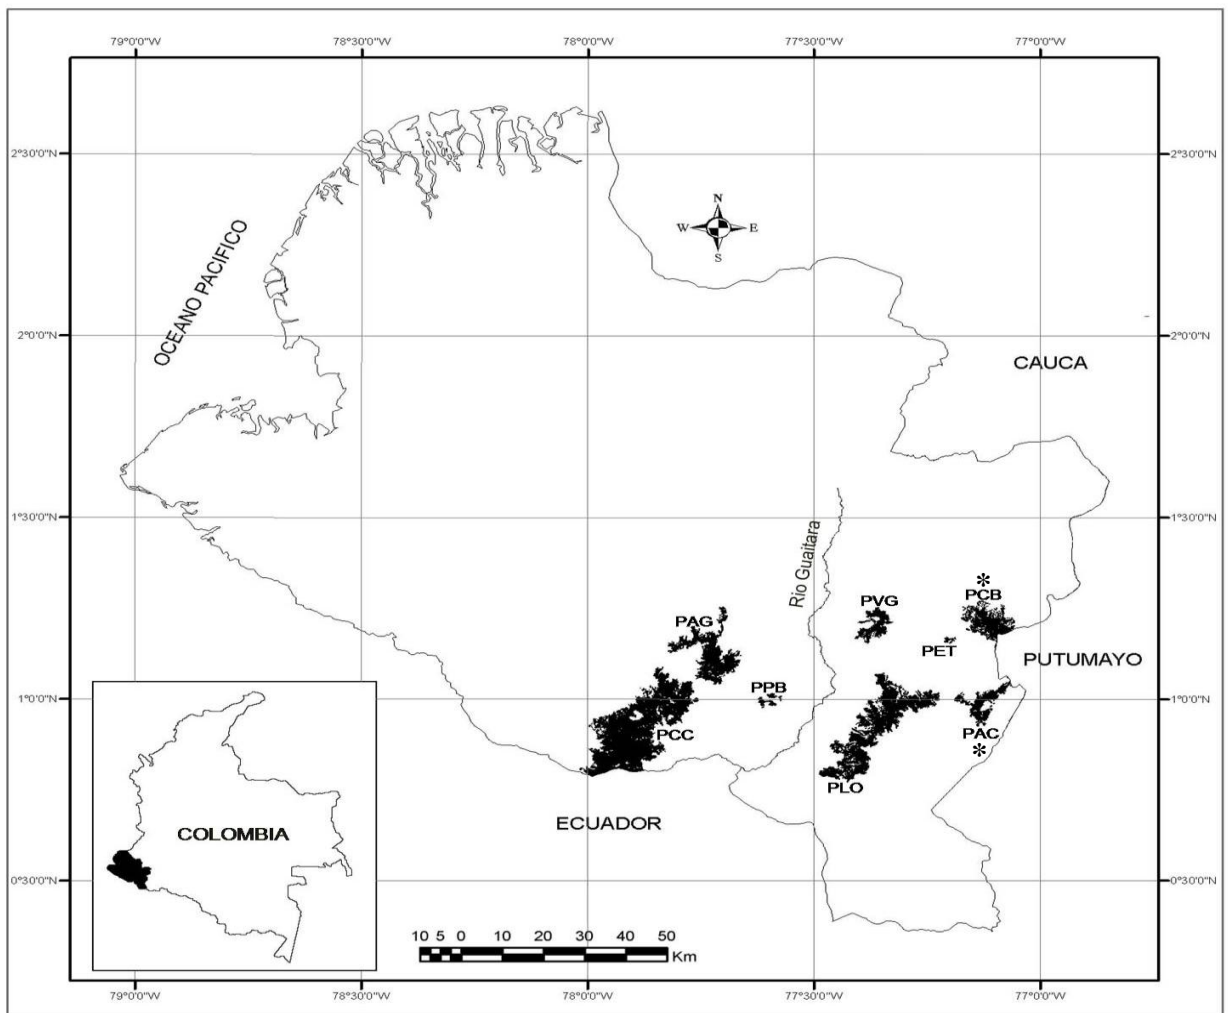 79°0'0"W 78°30'0"W 78°0'0"W 77°30'0"W 77°0'0"W
2°30'0"N 2°30'0"N
N
W E
S
OCEANO PACIFICO
2°0'0"N 2°0'0"N
CAUCA
1°30'0"N 1°30'0"N
Rio Guaitara
*
PCB
PVG
PAG
PET
PUTUMAYO
PPB
1°0'0"N 1°0'0"N
PCC
PAC
*
PLO
ECUADOR
COLOMBIA
0°30'0"N 0°30'0"N
10 5 0 10 20 30 40 50
Km
79°0'0"W 78°30'0"W 78°0'0"W 77°30'0"W 77°0'0"W